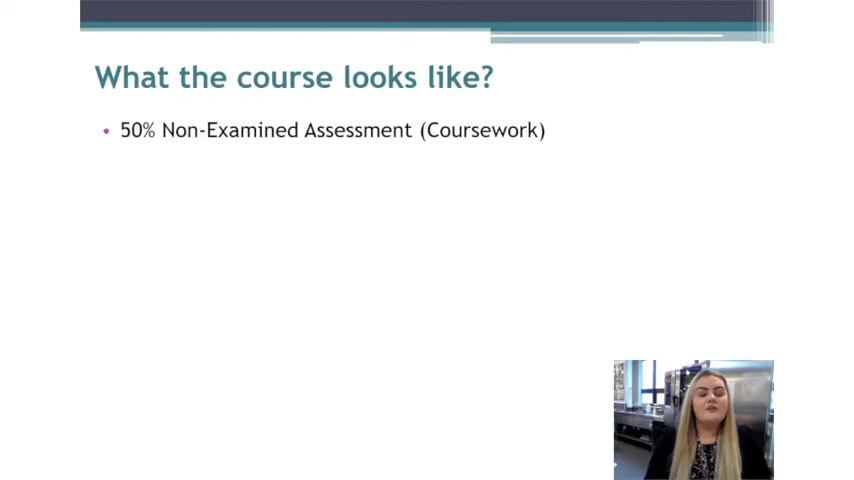 What the course looks like?
• 50% Non-Examined Assessment (Coursework)